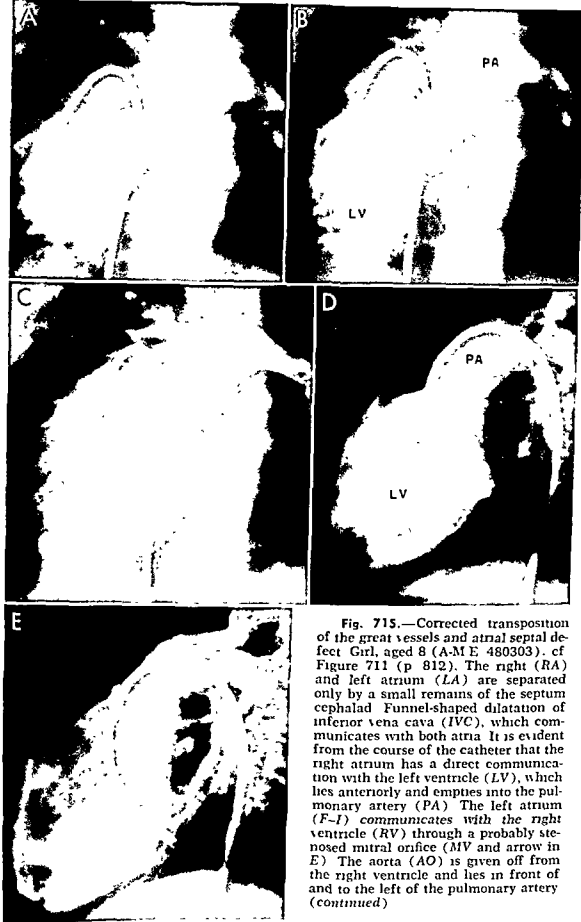 A
B
PA
LV
C
D
PA
LV
E
Fig. 715.—Corrected transposition
of the great vessels and atrial septal de-
fect Girl, aged 8 (A-M E 480303). cf
Figure 711 (p 812). The right (RA)
and left atrium (LA) are separated
only by a small remains of the septum
cephalad Funnel-shaped dilatation of
inferior vena cava (IVC), which com-
municates with both atria It is evident
from the course of the catheter that the
right atrium has a direct communica-
tion with the left ventricle (LV), which
lies anteriorly and empties into the pul-
monary artery (PA) The left atrium
(F–I) communicates with the right
ventricle (RV) through a probably ste-
nosed mitral orifice (MV and arrow in
E) The aorta (AO) is given off from
the right ventricle and lies in front of
and to the left of the pulmonary artery
(continued)